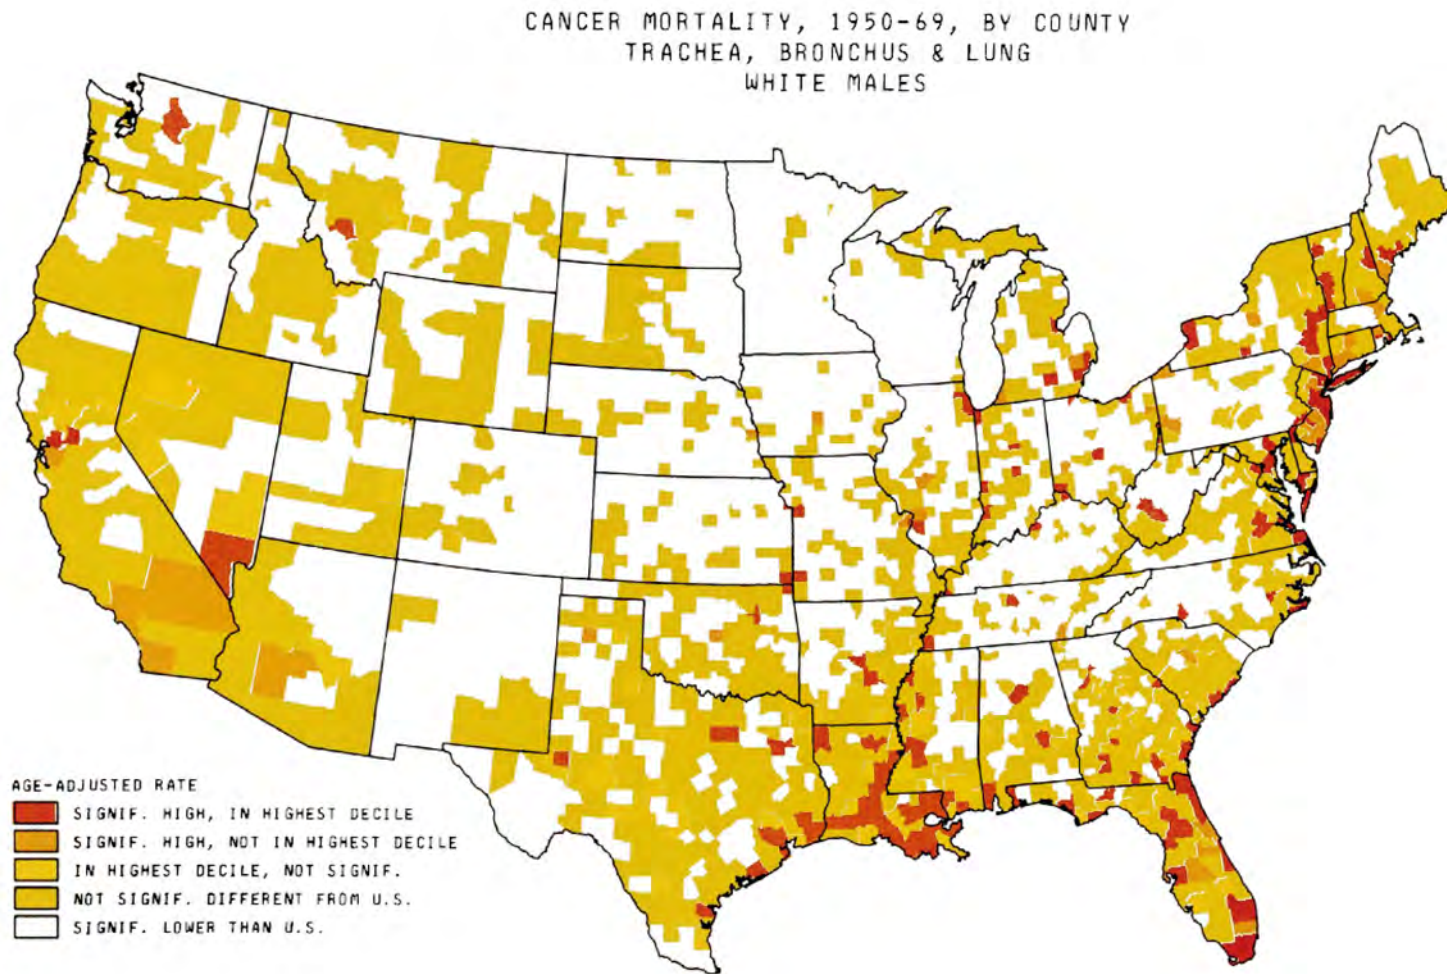 CANCER MORTALITY, 1950-69, BY COUNTY
TRACHEA, BRONCHUS & LUNG
WHITE MALES
AGE-ADJUSTED RATE
SIGNIF. HIGH, IN HIGHEST DECILE
SIGNIF. HIGH, NOT IN HIGHEST DECILE
IN HIGHEST DECILE, NOT SIGNIF.
NOT SIGNIF. DIFFERENT FROM U.S.
SIGNIF. LOWER THAN U.S.